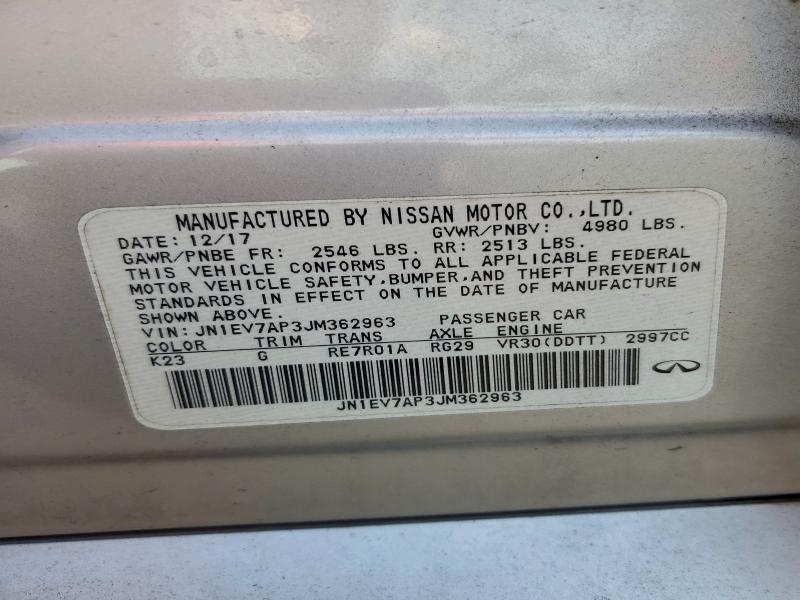 MANUFACTURED BY NISSAN MOTOR CO.,LTD.
DATE: 12/17 GVWR/PNBV: 4980 LBS.
GAWR/PNBE FR: 2546 LBS. RR: 2513 LBS.
THIS VEHICLE CONFORMS TO ALL APPLICABLE FEDERAL
MOTOR VEHICLE SAFETY,BUMPER,AND THEFT PREVENTION
STANDARDS IN EFFECT ON THE DATE OF MANUFACTURE
SHOWN ABOVE.
VIN: JN1EV7AP3JM362963 PASSENGER CAR
COLOR TRIM TRANS AXLE ENGINE
K23 G RE7R01A RG29 VR30(DDTT) 2997CC
JN1EV7AP3JM362963